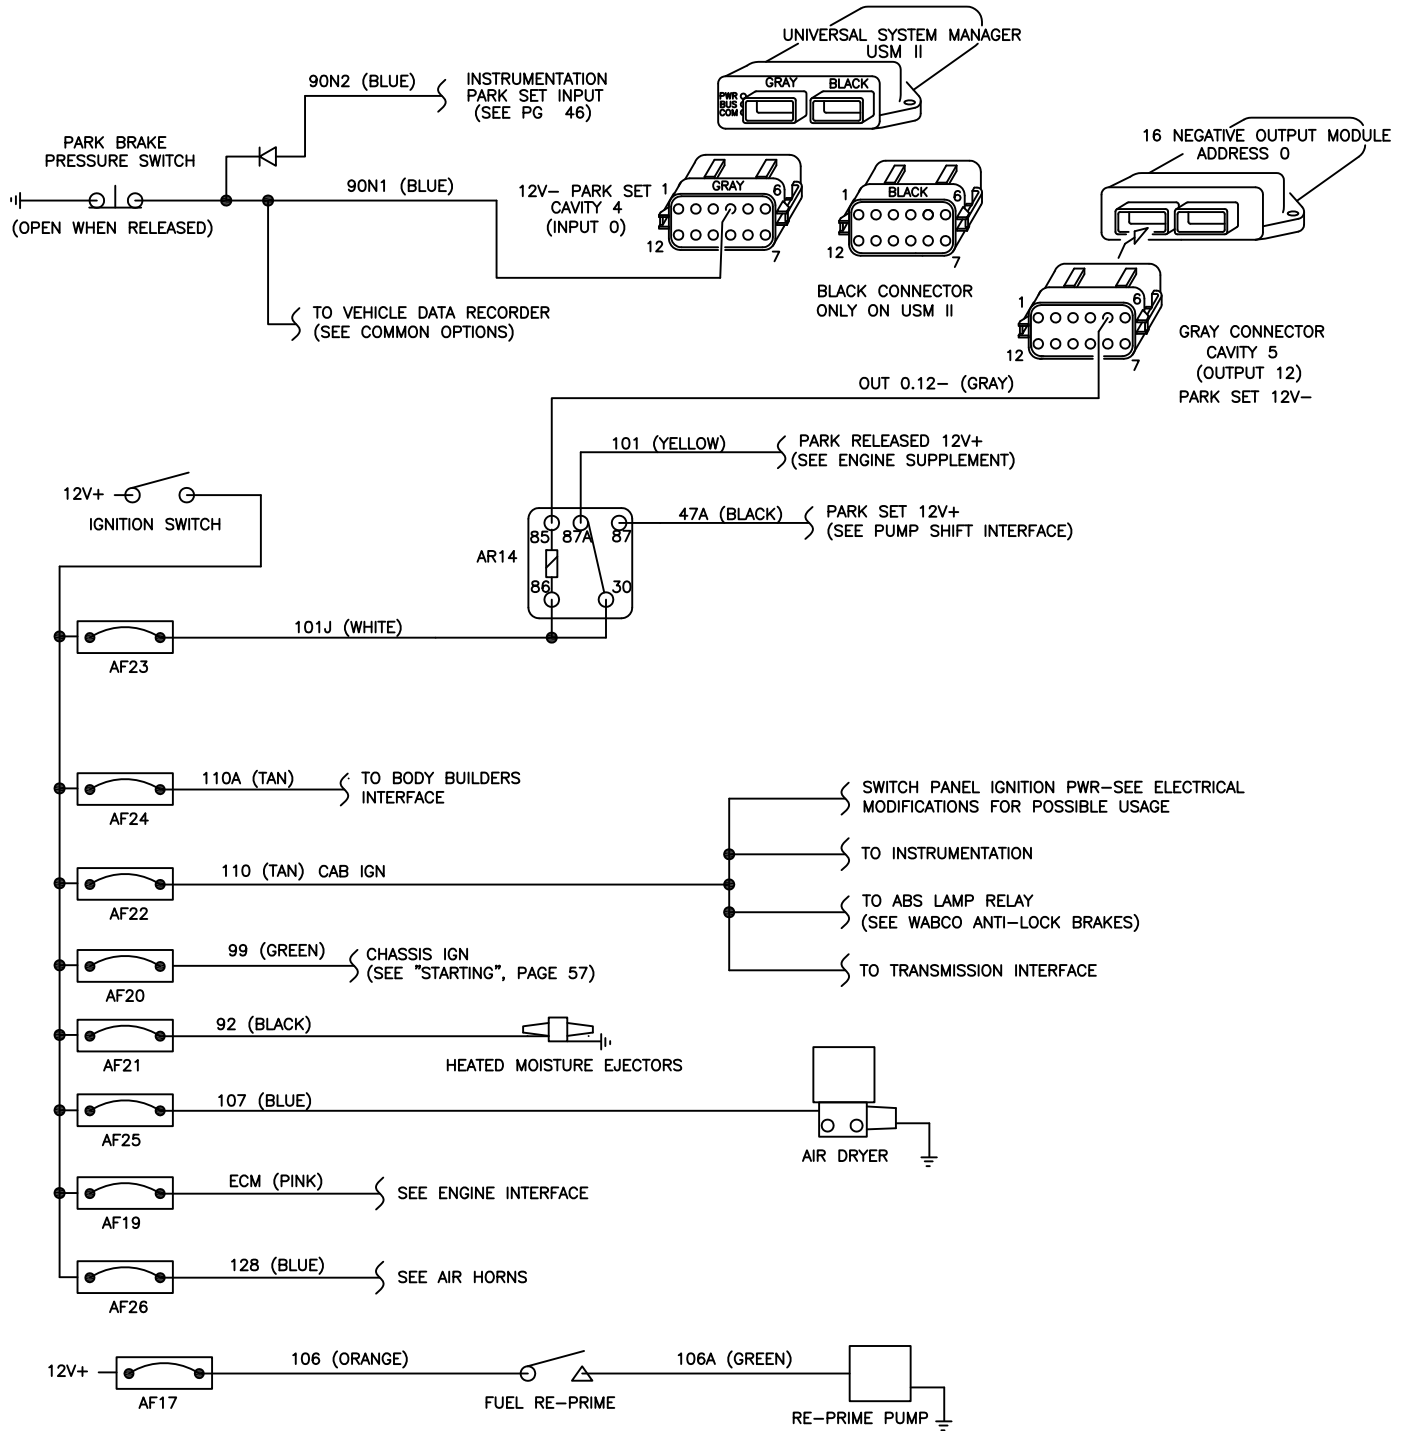 UNIVERSAL SYSTEM MANAGER
USM II
GRAY
BLACK
PWR
BUS
COM
90N2 (BLUE)
INSTRUMENTATION
PARK SET INPUT
(SEE PG 46)
PARK BRAKE
PRESSURE SWITCH
(OPEN WHEN RELEASED)
90N1 (BLUE)
12V- PARK SET
CAVITY 4
(INPUT 0)
1
GRAY
6
12
7
1
BLACK
6
12
7
BLACK CONNECTOR
ONLY ON USM II
16 NEGATIVE OUTPUT MODULE
ADDRESS 0
TO VEHICLE DATA RECORDER
(SEE COMMON OPTIONS)
1
6
12
7
GRAY CONNECTOR
CAVITY 5
(OUTPUT 12)
PARK SET 12V-
OUT 0.12- (GRAY)
101 (YELLOW)
PARK RELEASED 12V+
(SEE ENGINE SUPPLEMENT)
12V+
IGNITION SWITCH
47A (BLACK)
PARK SET 12V+
(SEE PUMP SHIFT INTERFACE)
AR14
85
87A
87
86
30
101J (WHITE)
AF23
110A (TAN)
TO BODY BUILDERS
INTERFACE
AF24
SWITCH PANEL IGNITION PWR-SEE ELECTRICAL
MODIFICATIONS FOR POSSIBLE USAGE
TO INSTRUMENTATION
110 (TAN) CAB IGN
AF22
TO ABS LAMP RELAY
(SEE WABCO ANTI-LOCK BRAKES)
TO TRANSMISSION INTERFACE
99 (GREEN)
CHASSIS IGN
(SEE "STARTING", PAGE 57)
AF20
92 (BLACK)
HEATED MOISTURE EJECTORS
AF21
107 (BLUE)
AF25
AIR DRYER
ECM (PINK)
SEE ENGINE INTERFACE
AF19
128 (BLUE)
SEE AIR HORNS
AF26
12V+
106 (ORANGE)
AF17
FUEL RE-PRIME
106A (GREEN)
RE-PRIME PUMP